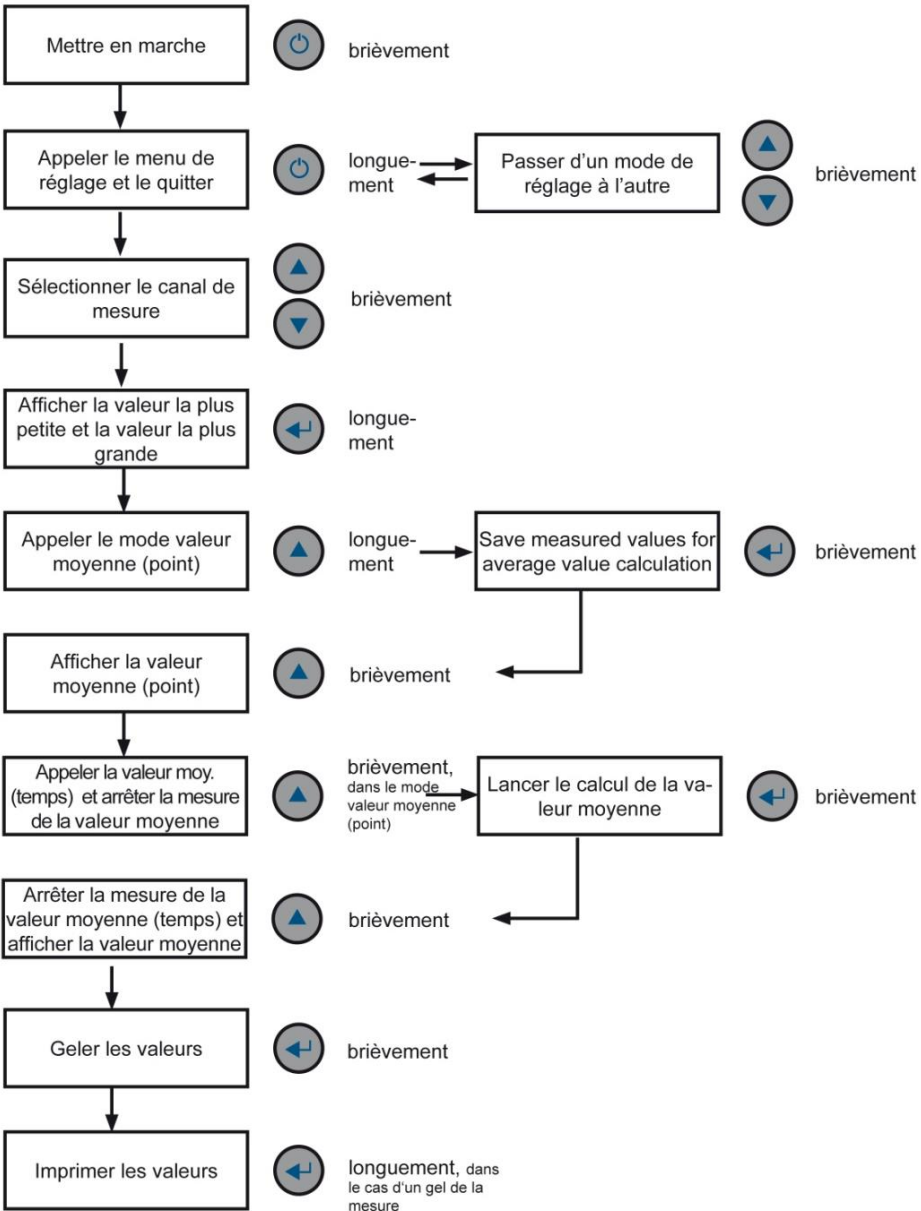 Mettre en marche
brièvement
Appeler le menu de
réglage et le quitter
longue-
ment
Passer d'un mode de
réglage à l'autre
brièvement
Sélectionner le canal de
mesure
brièvement
Afficher la valeur la plus
petite et la valeur la plus
grande
longue-
ment
Appeler le mode valeur
moyenne (point)
longue-
ment
Save measured values for
average value calculation
brièvement
Afficher la valeur
moyenne (point)
brièvement
Appeler la valeur moy.
(temps) et arrêter la mesure
de la valeur moyenne
brièvement,
dans le mode
valeur moyenne
(point)
Lancer le calcul de la va-
leur moyenne
brièvement
Arrêter la mesure de la
valeur moyenne (temps) et
afficher la valeur moyenne
brièvement
Geler les valeurs
brièvement
Imprimer les valeurs
longuement, dans
le cas d'un gel de la
mesure